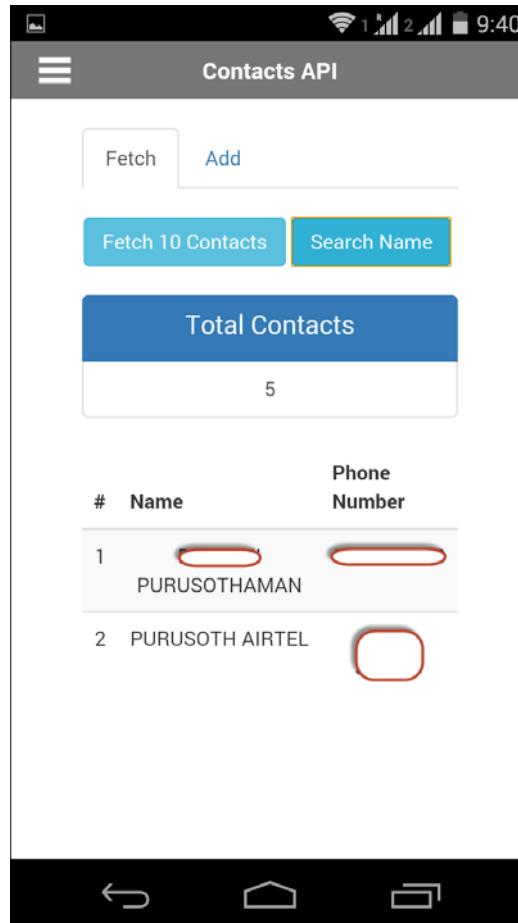 1 R 2 9:40
Contacts API
Fetch Add
Fetch 10 Contacts Search Name
Total Contacts
5
Phone
# Name Number
1
PURUSOTHAMAN
2 PURUSOTH AIRTEL